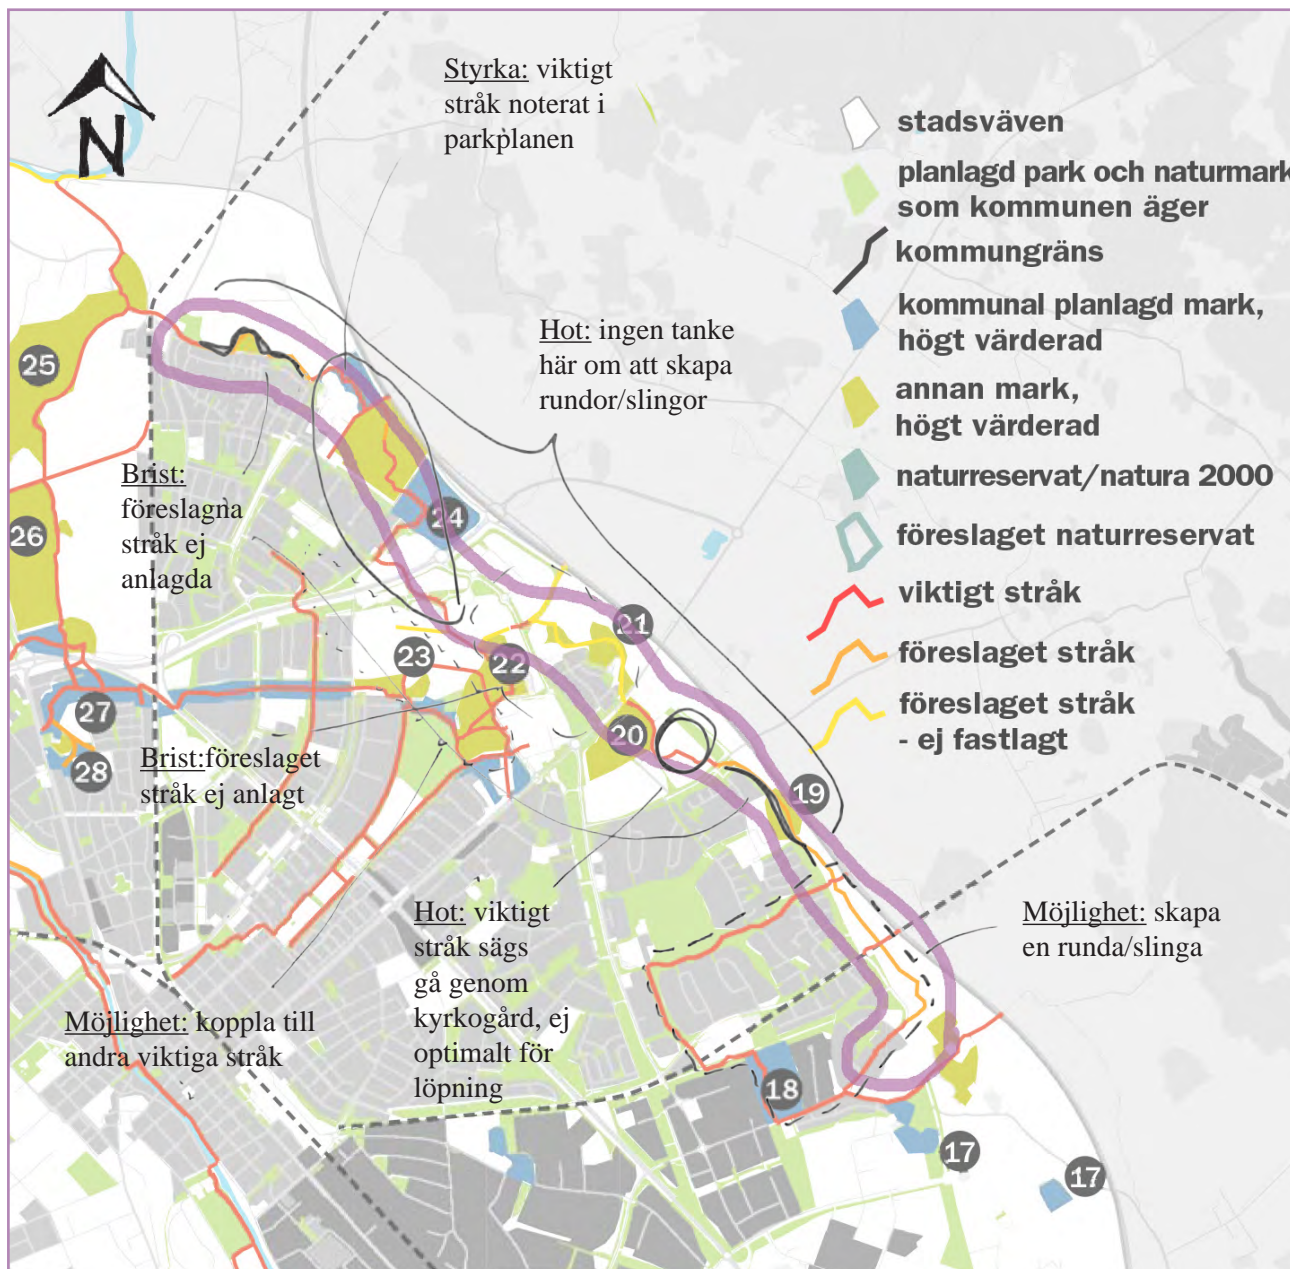 N
Styrka: viktigt
stråk noterat i
parkplanen
stadsväven
planlagd park och naturmark
som kommunen äger
kommungräns
kommunal planlagd mark,
högt värderad
annan mark,
högt värderad
naturreservat/natura 2000
föreslaget naturreservat
viktigt stråk
föreslaget stråk
föreslaget stråk
- ej fastlagt
Hot: ingen tanke
här om att skapa
rundor/slingor
25
Brist:
föreslagna
stråk ej
anlagda
24
26
21
23
22
27
20
28
Brist:föreslaget
stråk ej anlagt
19
Hot: viktigt
stråk sägs
gå genom
kyrkogård, ej
optimalt för
löpning
Möjlighet: skapa
en runda/slinga
Möjlighet: koppla till
andra viktiga stråk
18
17
17